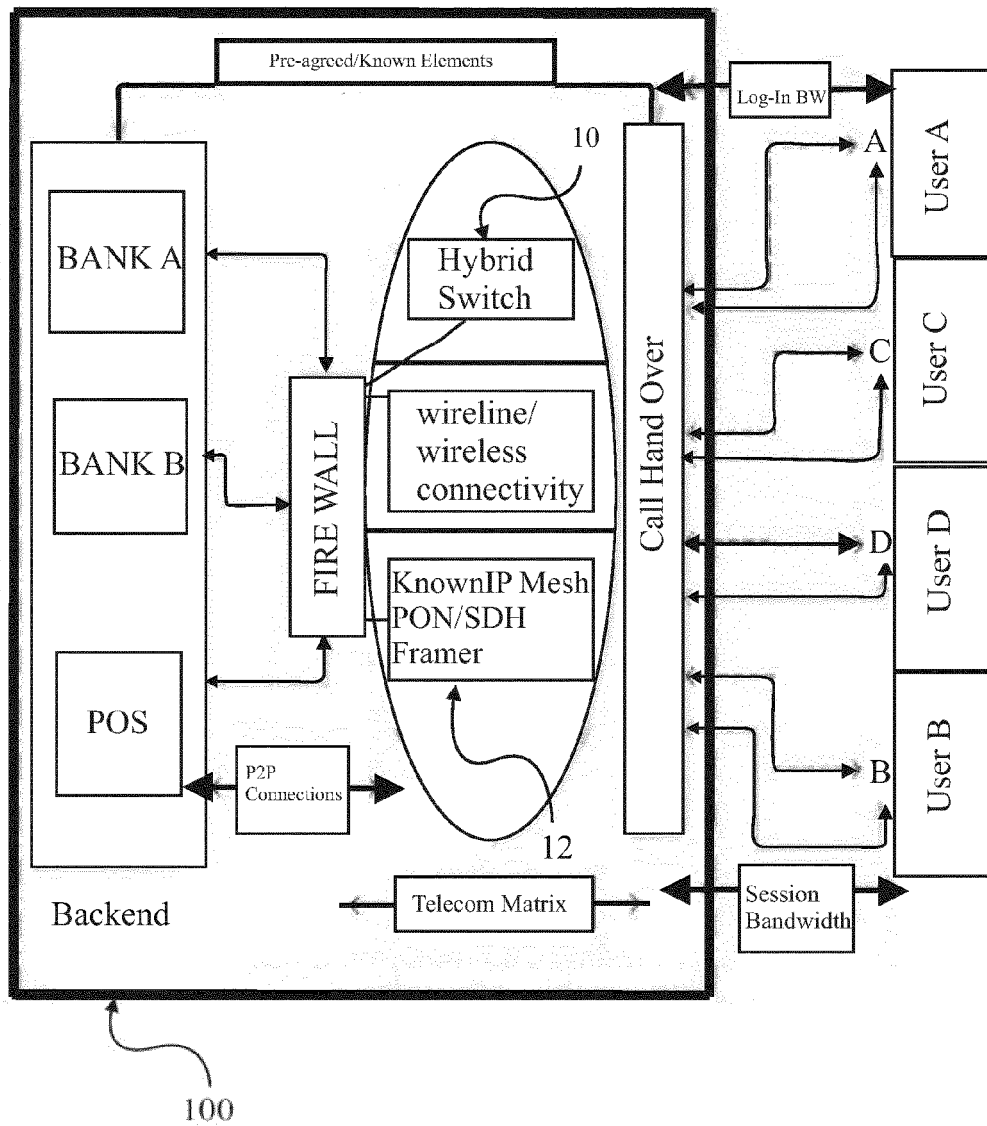 Pre-agreed/Known Elements
Log-In BW
10
A
User A
BANK A
Hybrid
Switch
C
User C
BANK B
FIRE WALL
wireline/
wireless
connectivity
Call Hand Over
D
User D
KnownIP Mesh
PON/SDH
Framer
POS
P2P
Connections
12
B
User B
Backend
Telecom Matrix
Session
Bandwidth
100